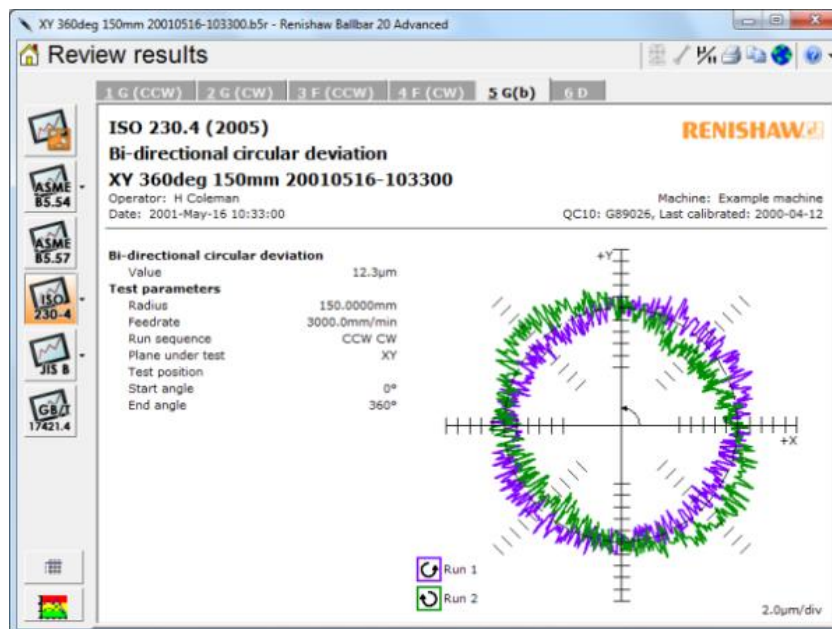 XY 360deg 150mm 20010516-103300.b5r - Renishaw Ballbar 20 Advanced
Review results
1 G (CCW) 2 G (CW) 3 F (CCW) 4 F (CW) 5 G(b) 6 D
ISO 230.4 (2005)
RENISHAW
Bi-directional circular deviation
XY 360deg 150mm 20010516-103300
Operator: H Coleman
Machine: Example machine
Date: 2001-May-16 10:33:00
QC10: G89026, Last calibrated: 2000-04-12
ASME
B5.54
ASME
B5.57
ISO
230-4
JIS B
GB/T
17421.4
Bi-directional circular deviation
Value 12.3µm
Test parameters
Radius 150.0000mm
Feedrate 3000.0mm/min
Run sequence CCW CW
Plane under test XY
Test position
Start angle 0°
End angle 360°
+Y
+X
Run 1
Run 2
2.0µm/div